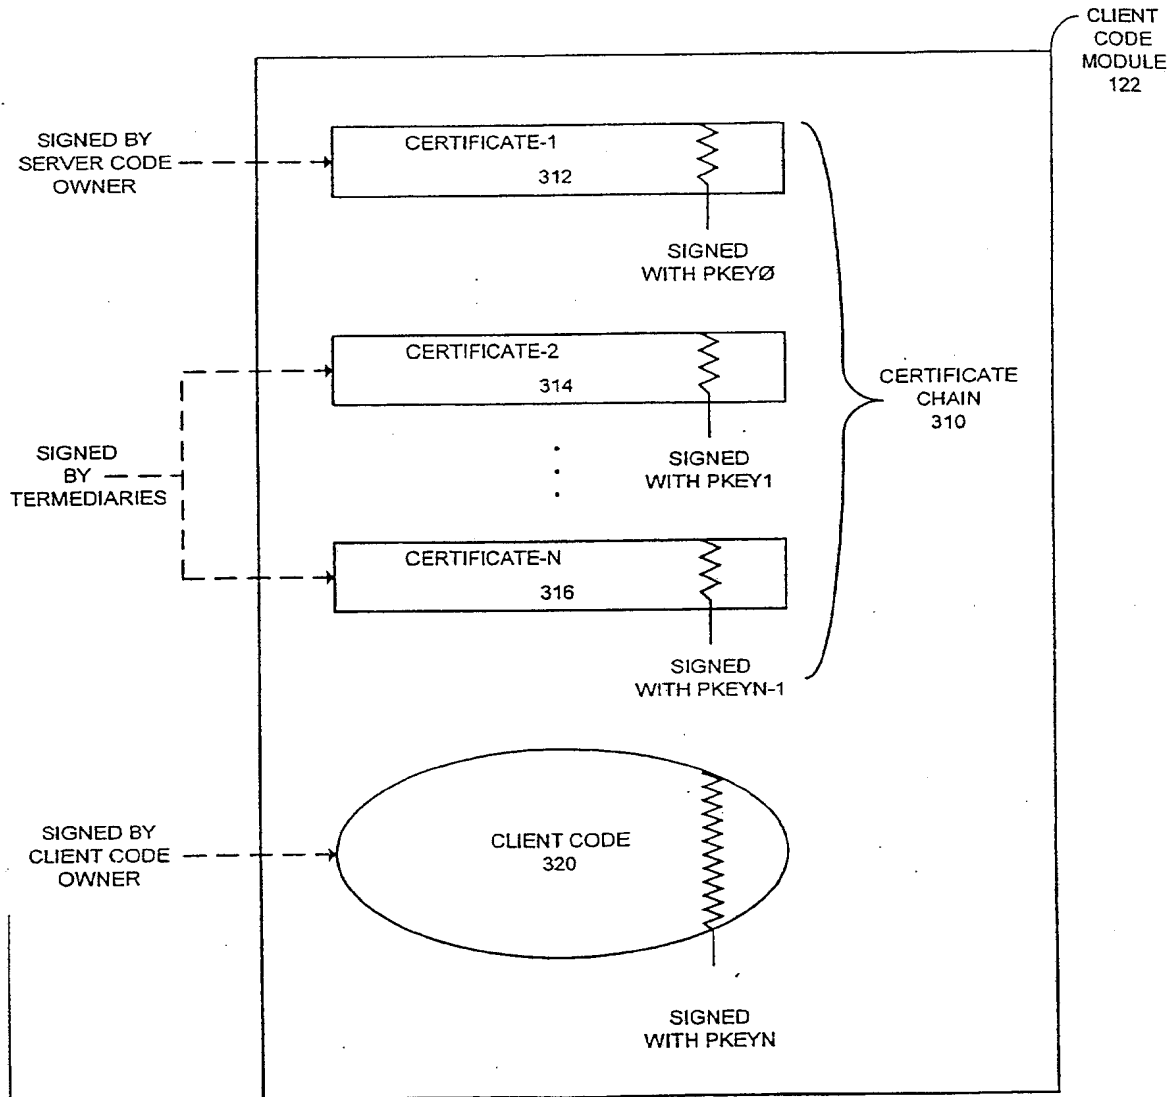 CLIENT
CODE
MODULE
122
SIGNED BY
SERVER CODE
OWNER
CERTIFICATE-1
312
SIGNED
WITH PKEYØ
CERTIFICATE-2
314
SIGNED
WITH PKEY1
CERTIFICATE
CHAIN
310
SIGNED
BY
TERMEDIARIES
CERTIFICATE-N
316
SIGNED
WITH PKEYN-1
SIGNED BY
CLIENT CODE
OWNER
CLIENT CODE
320
SIGNED
WITH PKEYN